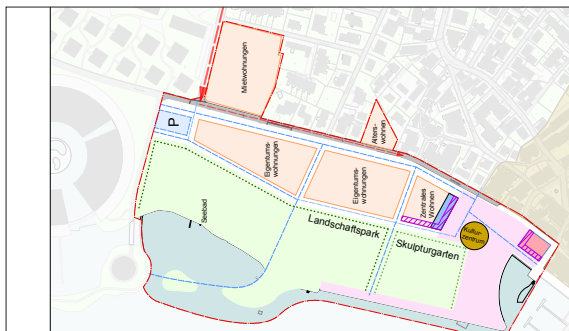 Mietwohnungen
P
Alters-
wohnen
Eigentums-
wohnungen
Eigentums-
wohnungen
Zentrales
Wohnen
Seebad
Landschaftspark
Skulpturgarten
Kultur-
zentrum